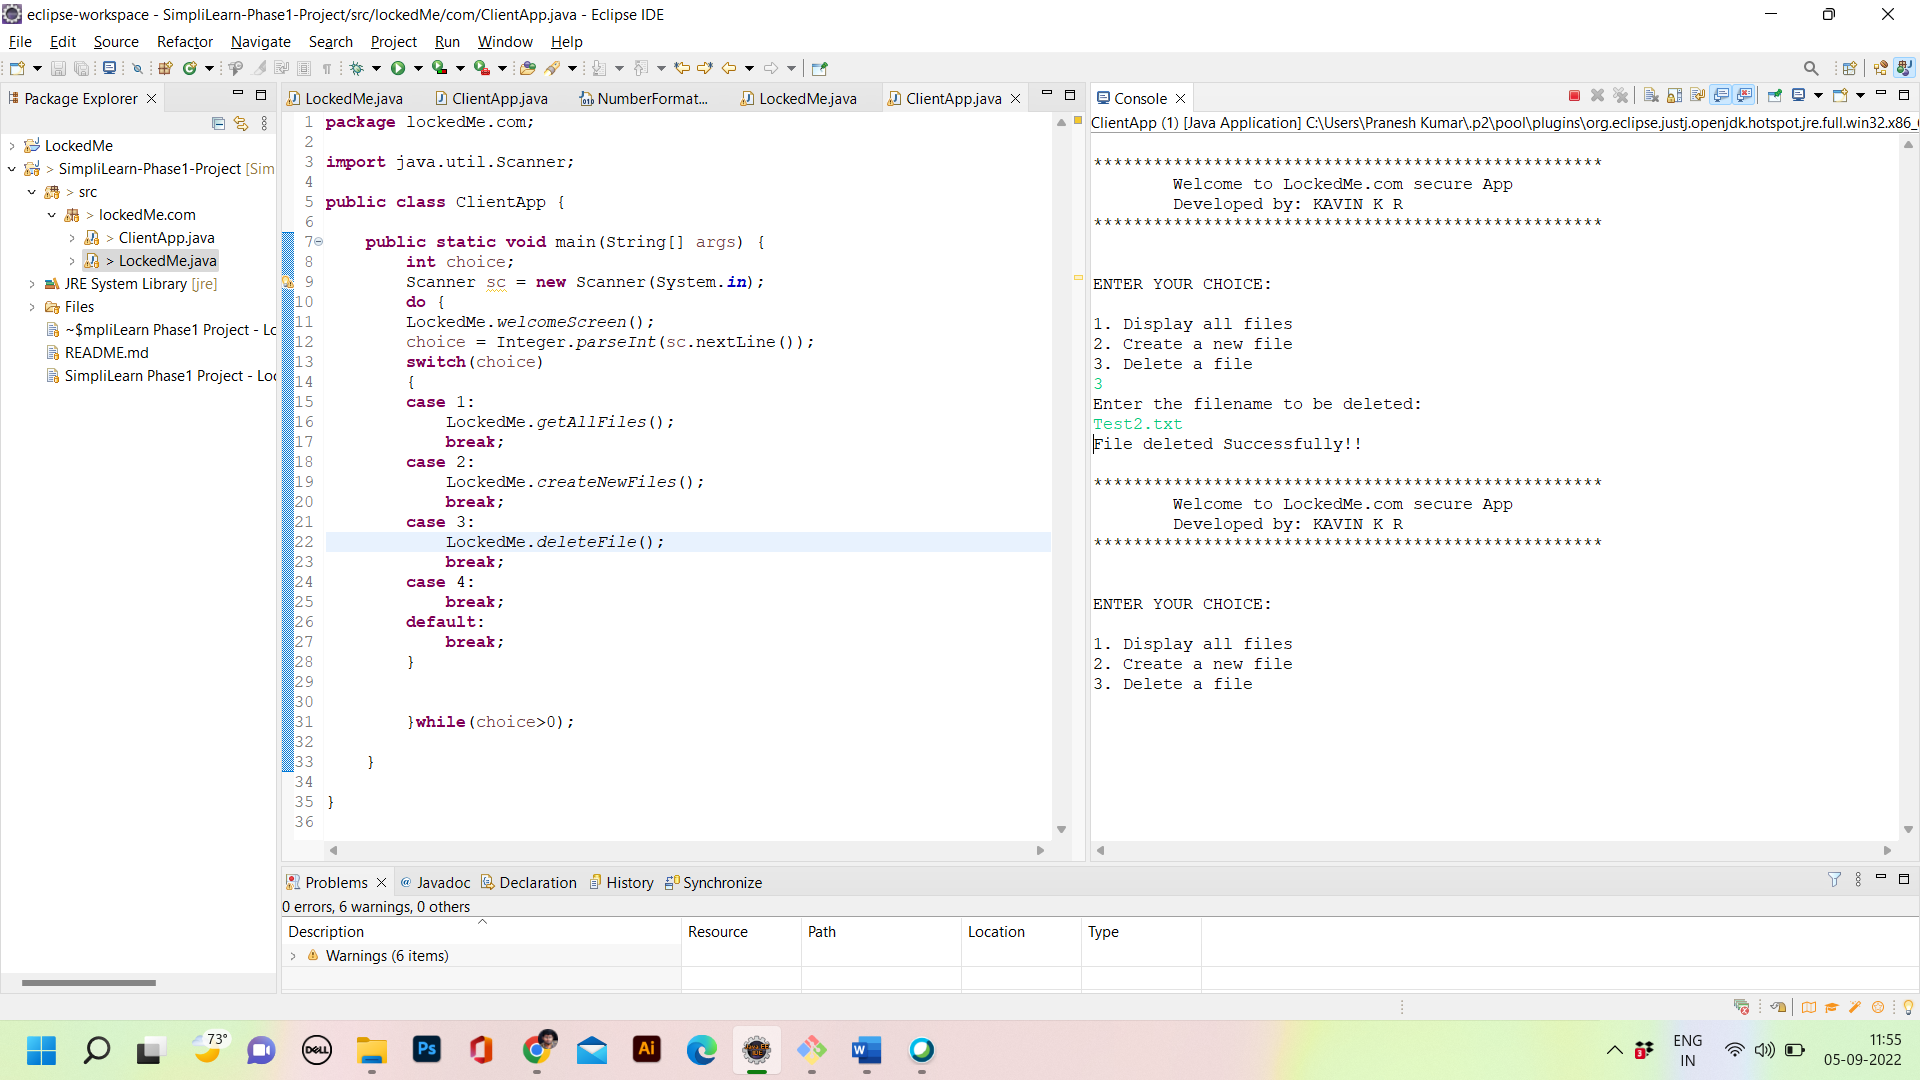 eclipse-workspace - SimpliLearn-Phase1-Project/src/lockedMe/com/ClientApp.java - Eclipse IDE
File Edit Source Refactor Navigate Search Project Run Window Help
Package Explorer
LockedMe
> SimpliLearn-Phase1-Project [Sim
> src
> lockedMe.com
> ClientApp.java
> LockedMe.java
JRE System Library [jre]
Files
~$mpliLearn Phase1 Project - Lo
README.md
SimpliLearn Phase1 Project - Loc
LockedMe.java ClientApp.java NumberFormat... LockedMe.java ClientApp.java
1 package lockedMe.com;
2
3 import java.util.Scanner;
4
5 public class ClientApp {
6
7 public static void main(String[] args) {
8 int choice;
9 Scanner sc = new Scanner(System.in);
10 do {
11 LockedMe.welcomeScreen();
12 choice = Integer.parseInt(sc.nextLine());
13 switch(choice)
14 {
15 case 1:
16 LockedMe.getAllFiles();
17 break;
18 case 2:
19 LockedMe.createNewFiles();
20 break;
21 case 3:
22 LockedMe.deleteFile();
23 break;
24 case 4:
25 break;
26 default:
27 break;
28 }
29
30
31 }while(choice>0);
32
33 }
34
35 }
36
Console
ClientApp (1) [Java Application] C:\Users\Pranesh Kumar\.p2\pool\plugins\org.eclipse.justj.openjdk.hotspot.jre.full.win32.x86_
***************************************************
Welcome to LockedMe.com secure App
Developed by: KAVIN K R
***************************************************
ENTER YOUR CHOICE:
1. Display all files
2. Create a new file
3. Delete a file
3
Enter the filename to be deleted:
Test2.txt
File deleted Successfully!!
***************************************************
Welcome to LockedMe.com secure App
Developed by: KAVIN K R
***************************************************
ENTER YOUR CHOICE:
1. Display all files
2. Create a new file
3. Delete a file
Problems @ Javadoc Declaration History Synchronize
0 errors, 6 warnings, 0 others
Description Resource Path Location Type
Warnings (6 items)
73° DELL Ps Ai W
3 ENG 11:55
IN 05-09-2022